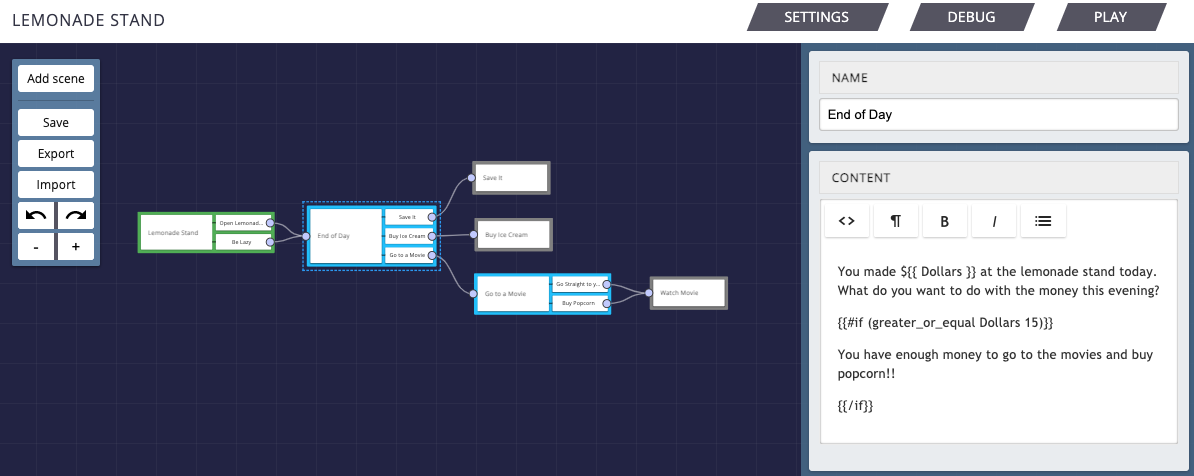 LEMONADE STAND
SETTINGS
DEBUG
PLAY
Add scene
Save
Export
Import
-
+
Lemonade Stand
Open Lemonad...
Be Lazy
End of Day
Save It
Buy Ice Cream
Go to a Movie
Save It
Buy Ice Cream
Go to a Movie
Go Straight to y...
Buy Popcorn
Watch Movie
NAME
End of Day
CONTENT
<> ¶ B I
You made ${{ Dollars }} at the lemonade stand today.
What do you want to do with the money this evening?
{{#if (greater_or_equal Dollars 15)}}
You have enough money to go to the movies and buy
popcorn!!
{{/if}}